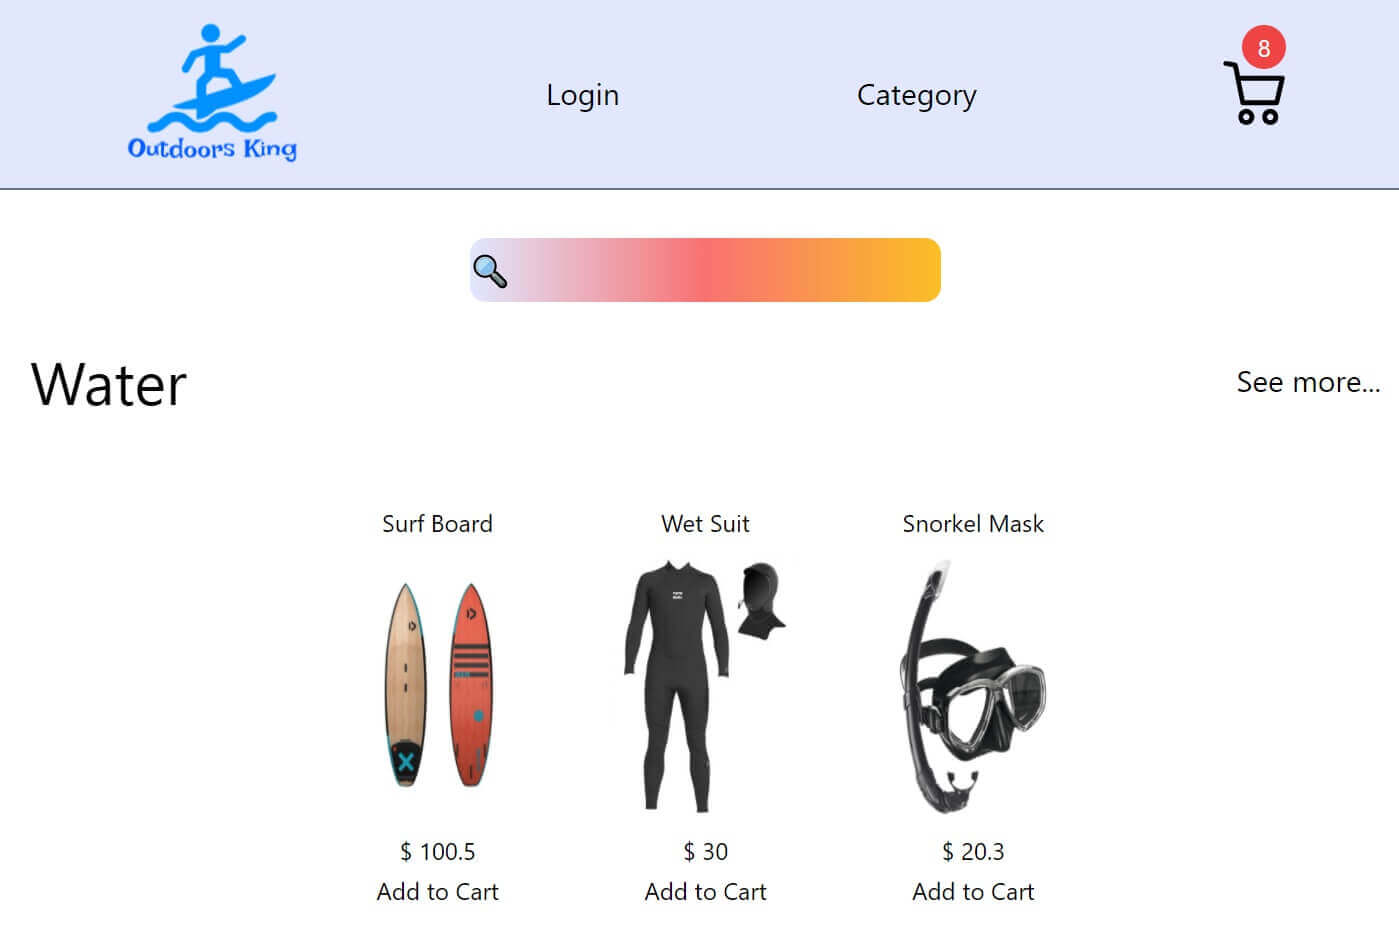 8
Login
Category
Outdoors King
Water
See more...
Surf Board
Wet Suit
Snorkel Mask
$ 100.5
$ 30
$ 20.3
Add to Cart
Add to Cart
Add to Cart